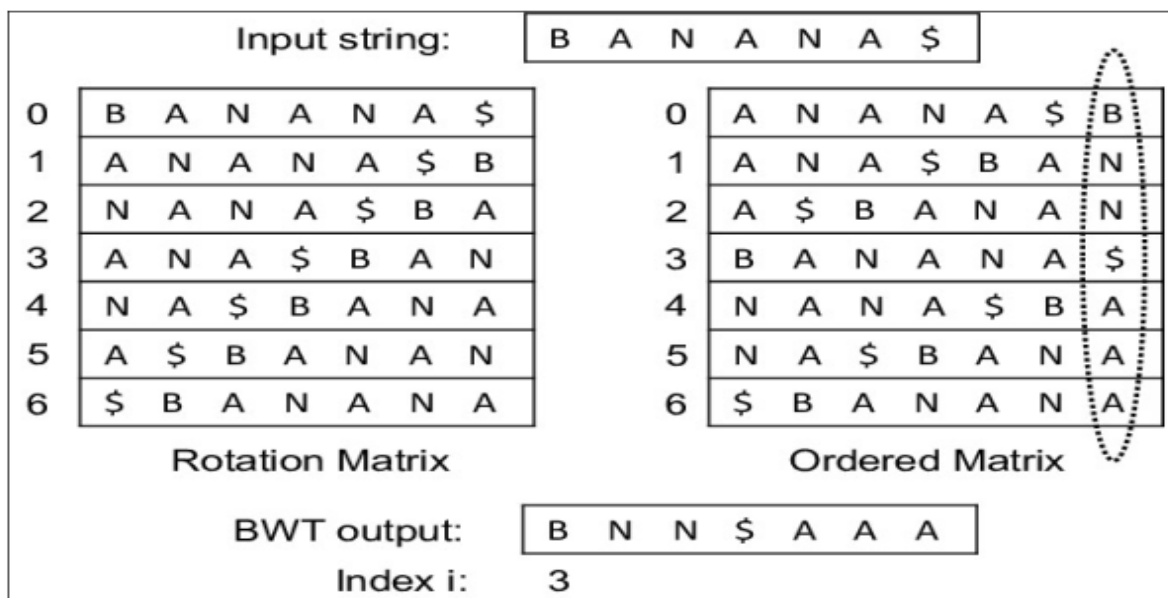 Input string: B A N A N A $
0 B A N A N A $
1 A N A N A $ B
2 N A N A $ B A
3 A N A $ B A N
4 N A $ B A N A
5 A $ B A N A N
6 $ B A N A N A
Rotation Matrix
0 A N A N A $ B
1 A N A $ B A N
2 A $ B A N A N
3 B A N A N A $
4 N A N A $ B A
5 N A $ B A N A
6 $ B A N A N A
Ordered Matrix
BWT output: B N N $ A A A
Index i: 3